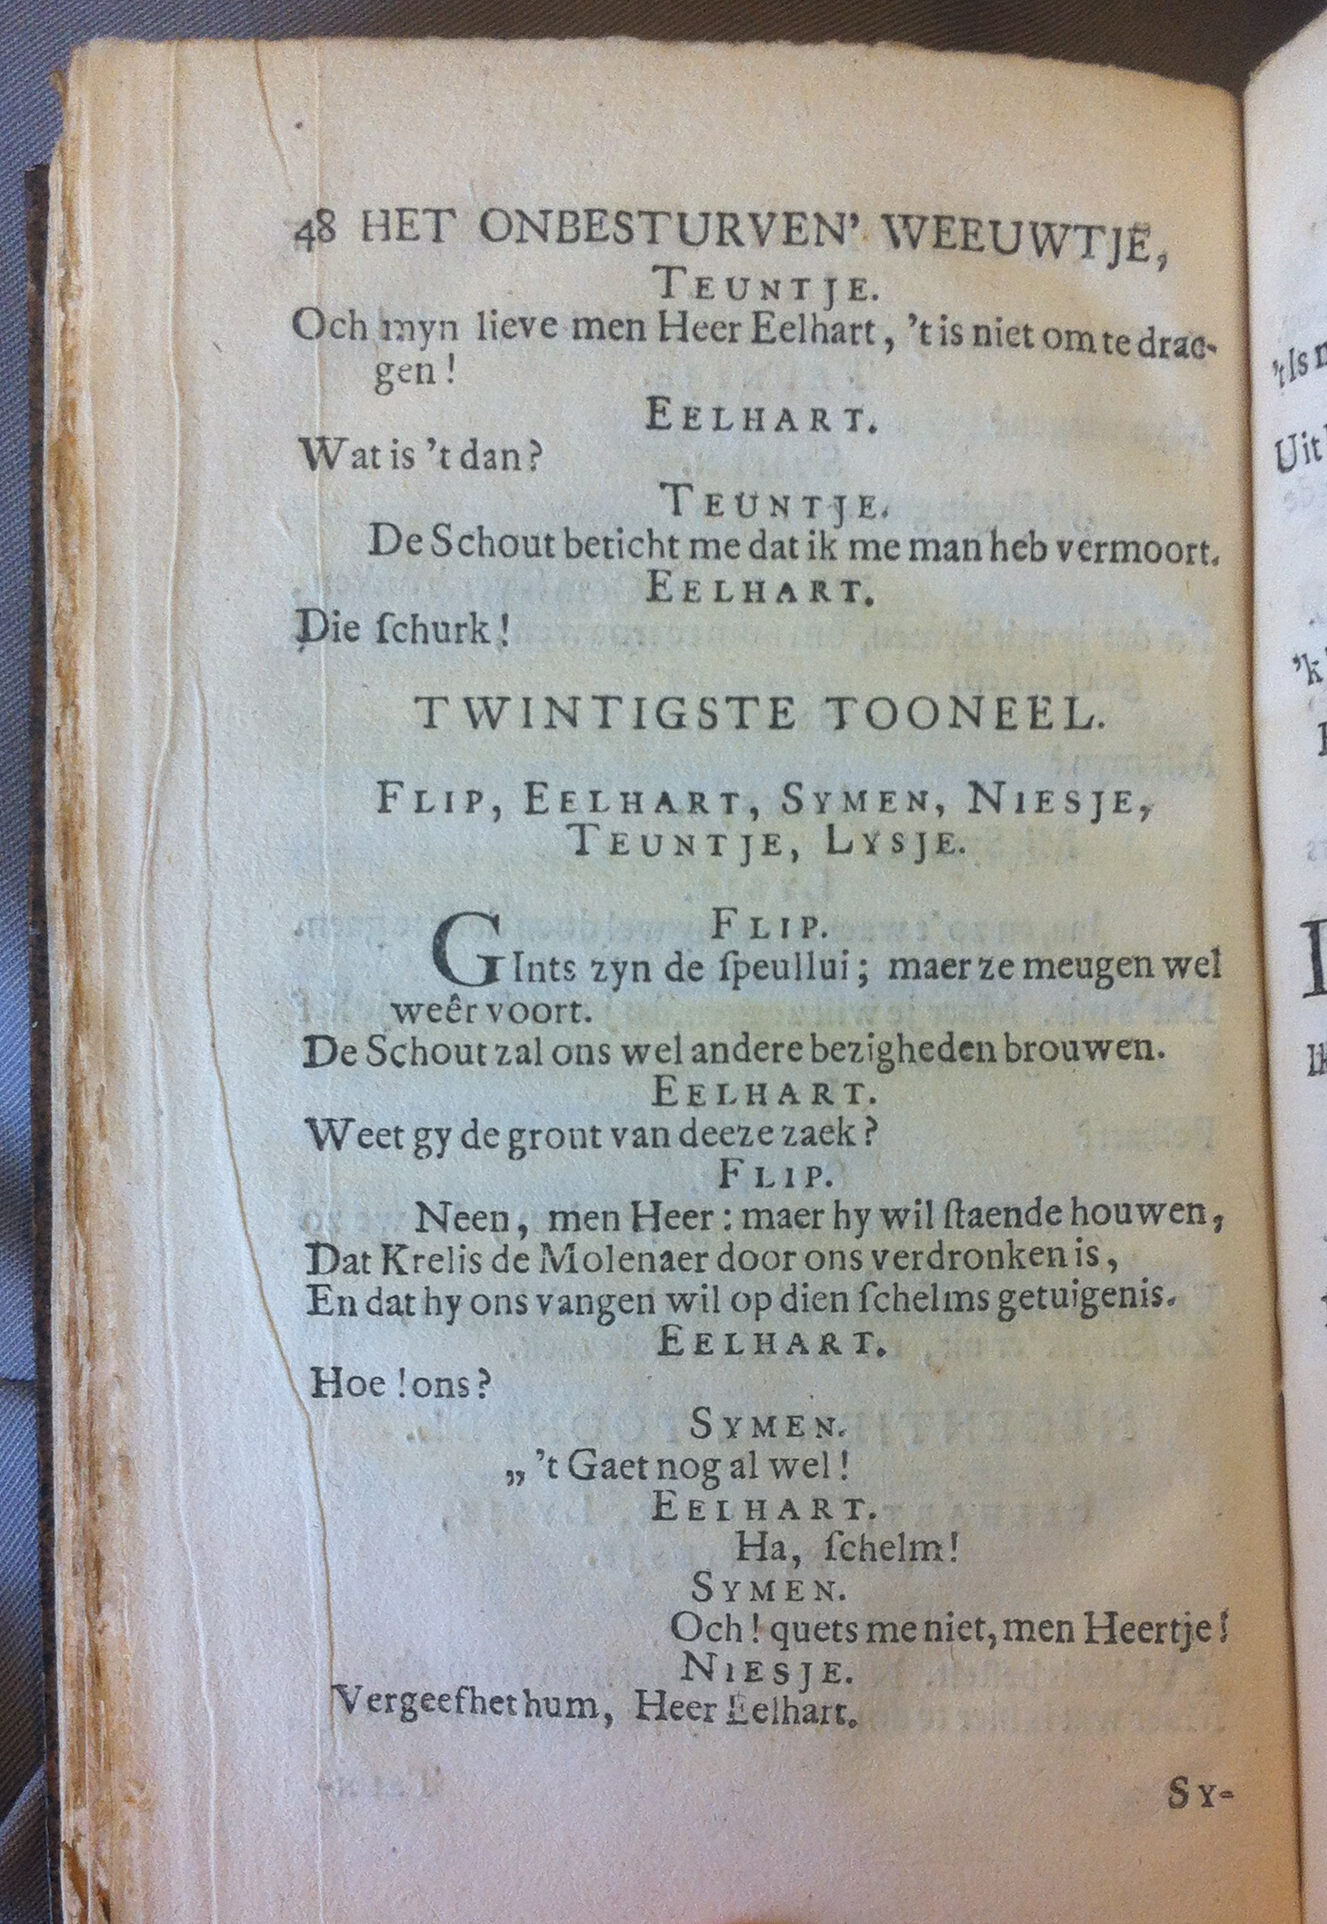 48 HET ONBESTURVEN' WEEUWTJE,
TEUNTJE.
Och myn lieve men Heer Eelhart, 't is niet om te drae-
gen!
EELHART.
Wat is 't dan?
TEUNTJE.
De Schout beticht me dat ik me man heb vermoort.
EELHART.
Die ſchurk!
TWINTIGSTE TOONEEL.
FLIP, EELHART, SYMEN, NIESJE,
TEUNTJE, LYSJE.
FLIP.
GInts zyn de ſpeullui; maer ze meugen wel
weêr voort.
De Schout zal ons wel andere bezigheden brouwen.
EELHART.
Weet gy de gront van deeze zaek?
FLIP.
Neen, men Heer: maer hy wil ſtaende houwen,
Dat Krelis de Molenaer door ons verdronken is,
En dat hy ons vangen wil op dien ſchelms getuigenis.
EELHART.
Hoe! ons?
SYMEN.
„ 't Gaet nog al wel!
EELHART.
Ha, ſchelm!
SYMEN.
Och! quets me niet, men Heertje!
NIESJE.
Vergeef het hum, Heer Eelhart.
SY-
't Is
Uit
'k